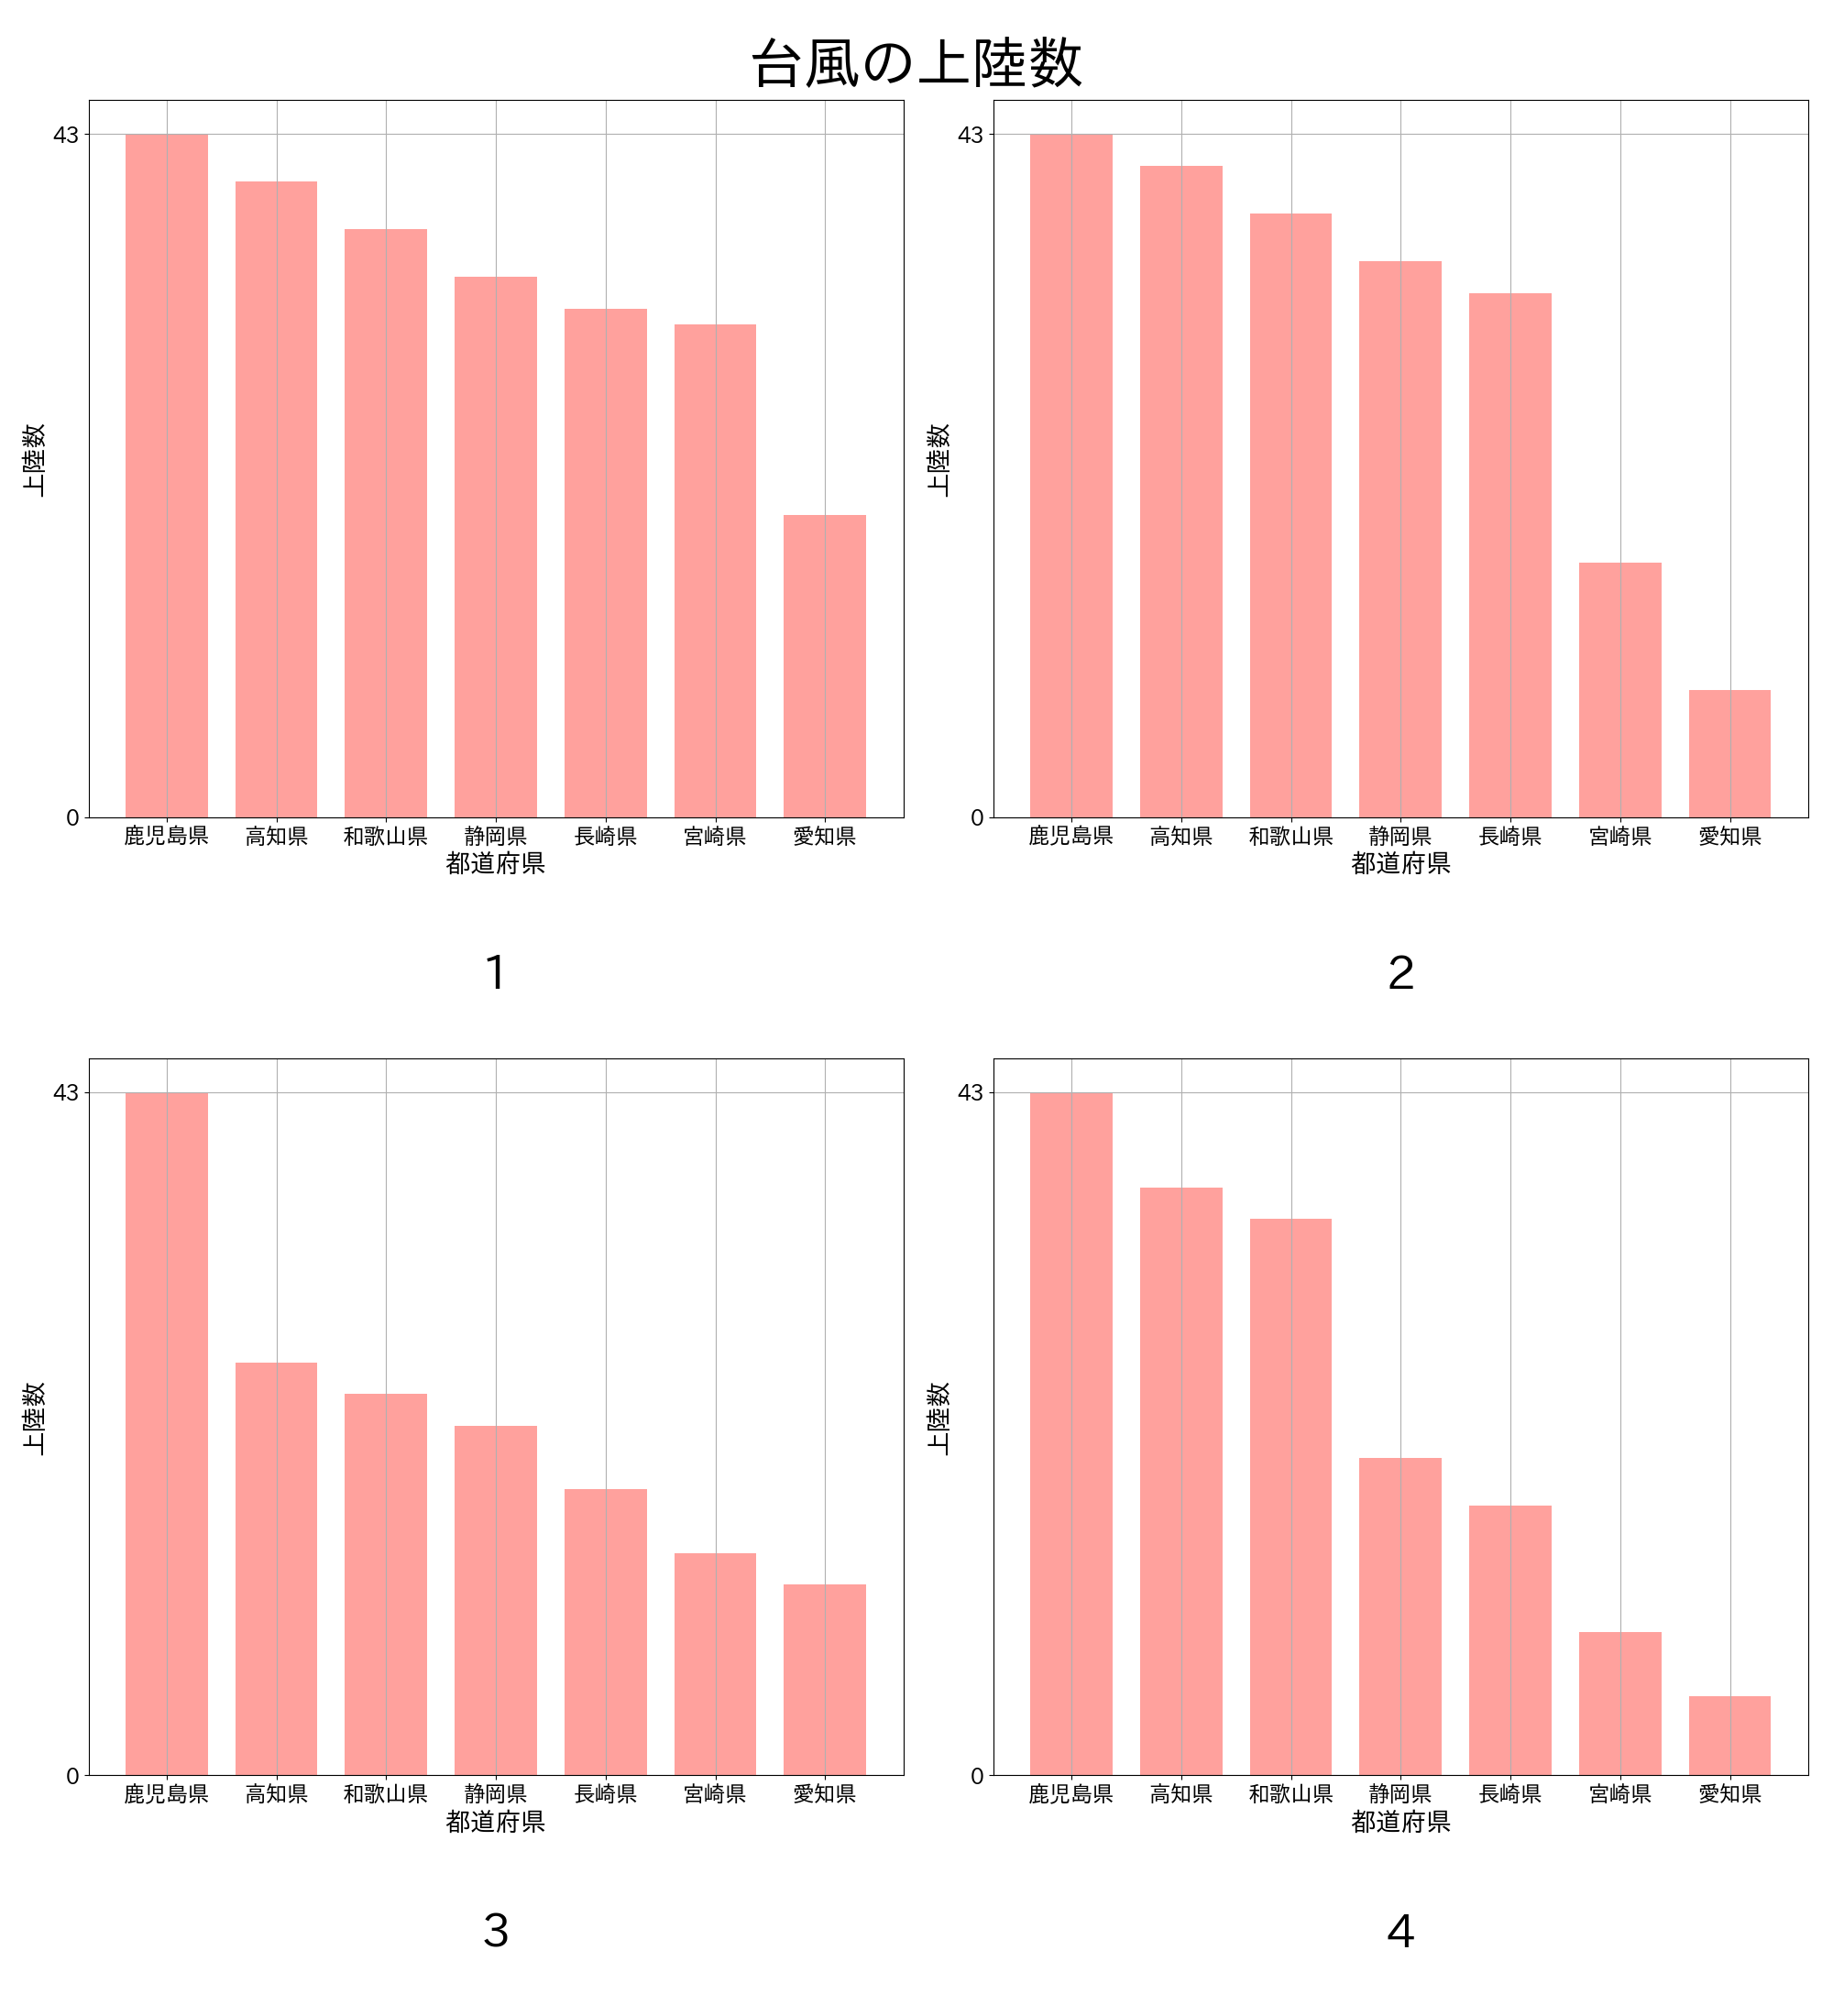 台風の上陸数
43
0
上陸数
鹿児島県 高知県 和歌山県 静岡県 長崎県 宮崎県 愛知県
都道府県
1
43
0
上陸数
鹿児島県 高知県 和歌山県 静岡県 長崎県 宮崎県 愛知県
都道府県
2
43
0
上陸数
鹿児島県 高知県 和歌山県 静岡県 長崎県 宮崎県 愛知県
都道府県
3
43
0
上陸数
鹿児島県 高知県 和歌山県 静岡県 長崎県 宮崎県 愛知県
都道府県
4